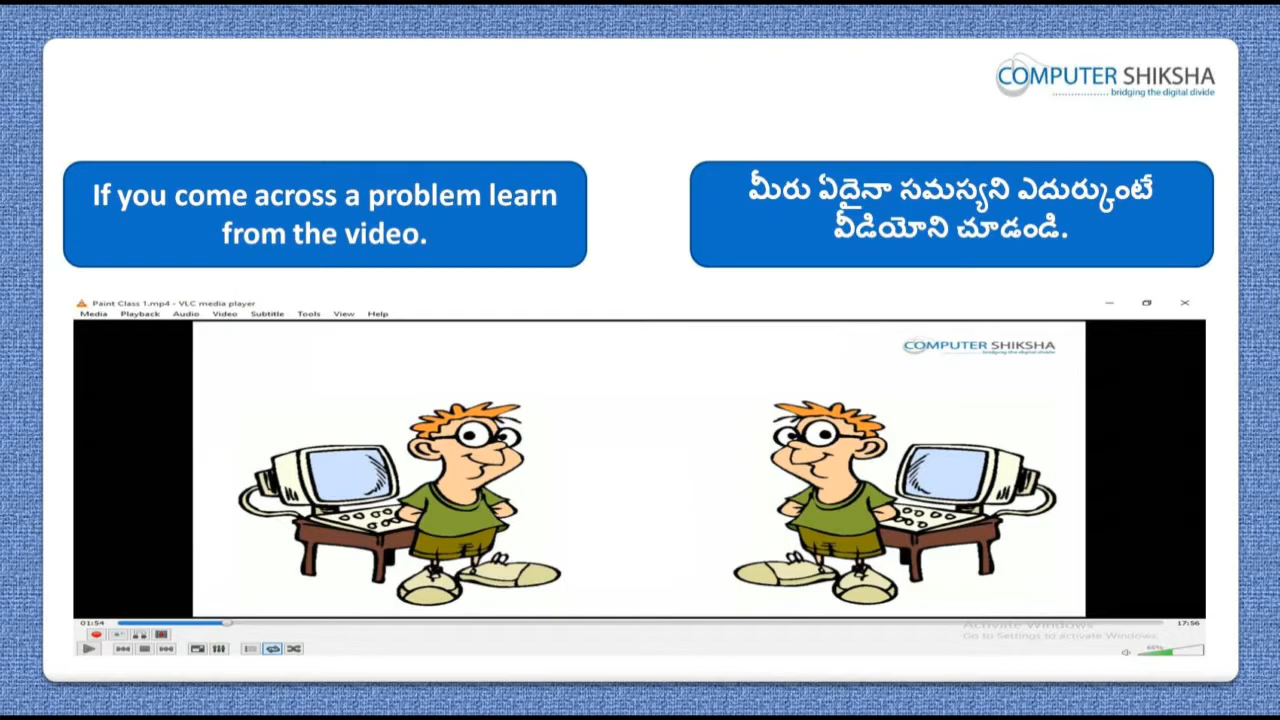 COMPUTER SHIKSHA
bridging the digital divide
If you come across a problem learn
from the video.
మీరు ఏదైనా సమస్యని ఎదుర్కుంటే
వీడియోని చూడండి.
Paint Class 1.mp4 - VLC media player
Media Playback Audio Video Subtitle Tools View Help
COMPUTER SHIKSHA
bridging the digital divide
01:54
17:56
Activate Windows
Go to Settings to activate Windows.
66%